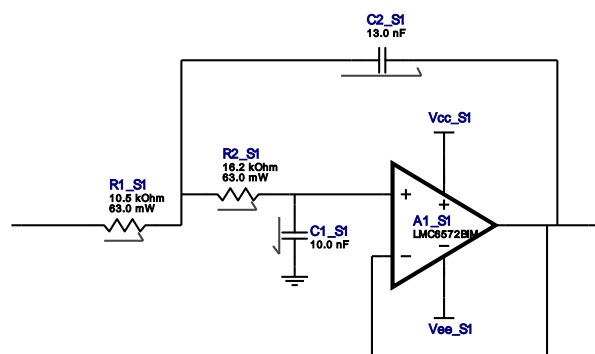 C2_S1
13.0 nF
Vcc_S1
R2_S1
16.2 kOhm
63.0 mW
R1_S1
10.5 kOhm
63.0 mW
+
+
A1_S1
LMC6572BIM
C1_S1
10.0 nF
−
−
Vee_S1